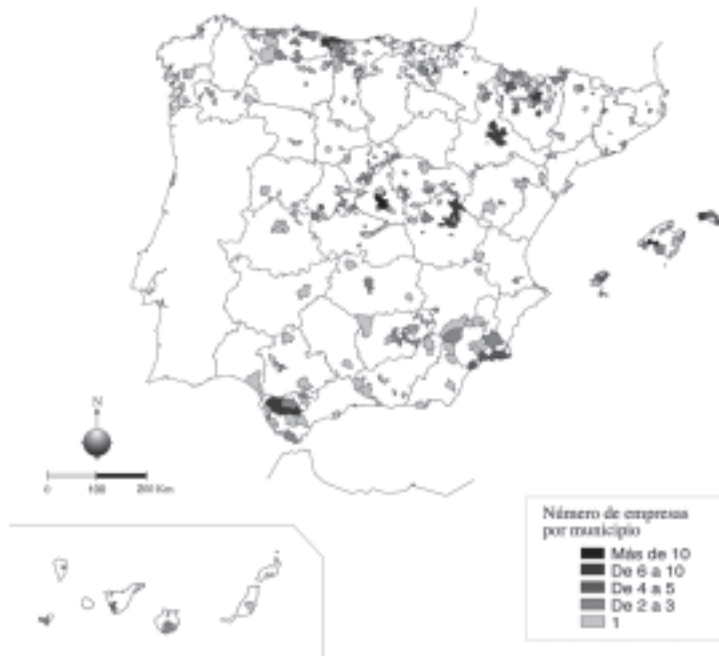 N
0 100 200 Km
Número de empresas
por municipio
Más de 10
De 6 a 10
De 4 a 5
De 2 a 3
1